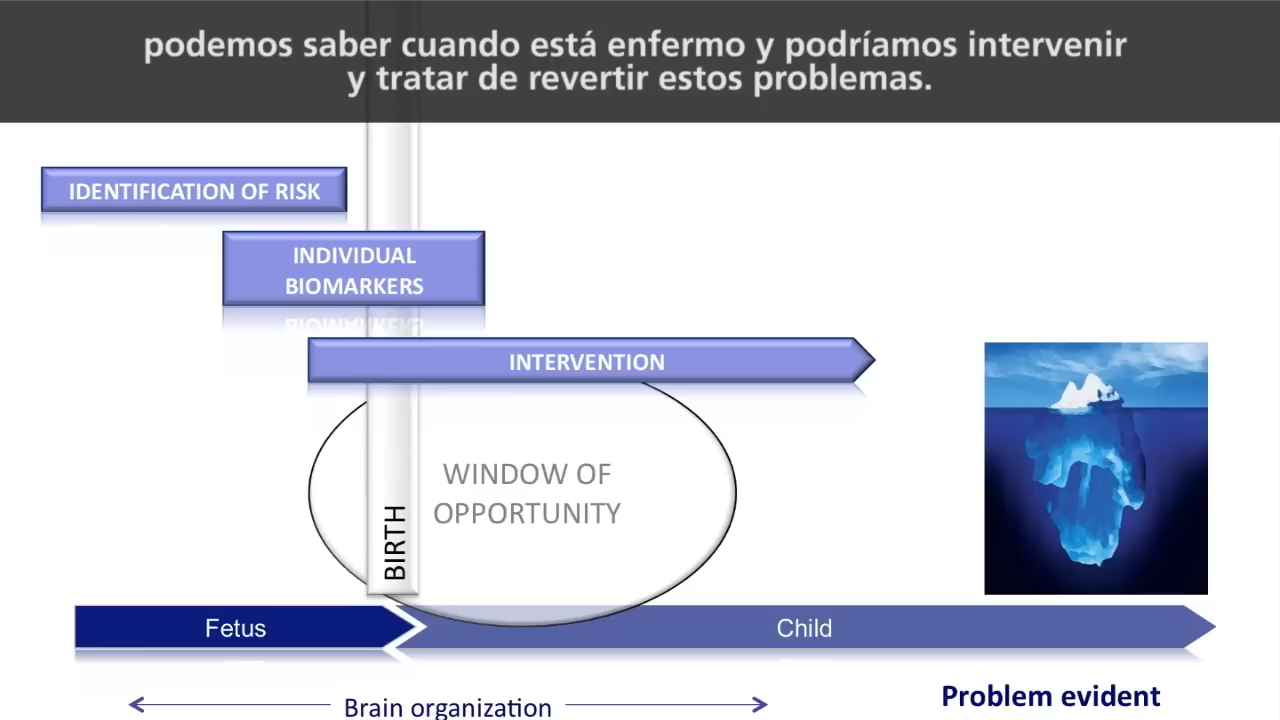 podemos saber cuando está enfermo y podríamos intervenir
y tratar de revertir estos problemas.
IDENTIFICATION OF RISK
INDIVIDUAL
BIOMARKERS
INTERVENTION
WINDOW OF
OPPORTUNITY
BIRTH
Fetus
Child
Brain organization
Problem evident